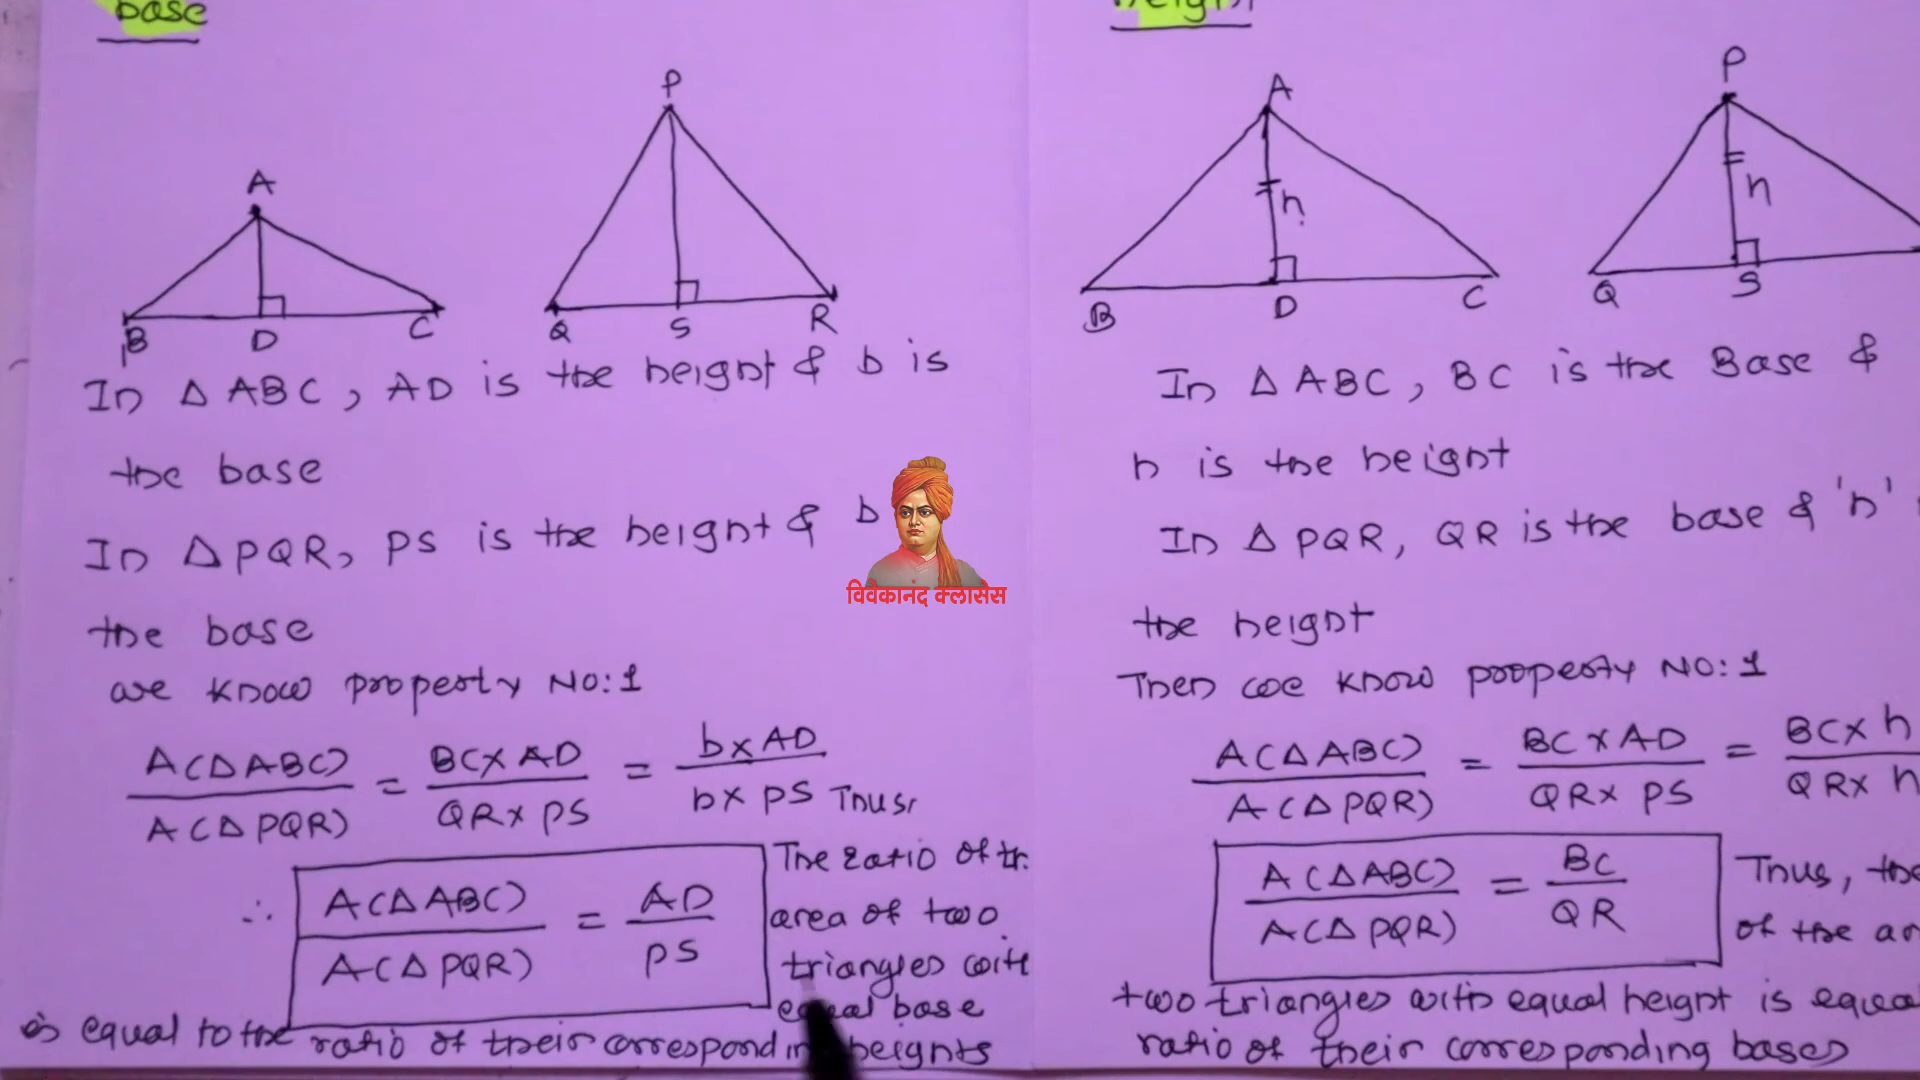 base
A
P
B
D
C
Q
S
R
In Δ ABC, AD is the height & b is
the base
In Δ PQR, PS is the height & b
the base
we know property No:1
A(Δ ABC) / A(Δ PQR) = BC x AD / QR x PS = b x AD / b x PS Thus,
∴ A(Δ ABC) / A(Δ PQR) = AD / PS
The ratio of
area of two
triangles with
equal base
is equal to the ratio of their corresponding heights
विवेकानंद क्लासेस
height
A
P
h
h
B
D
C
Q
S
In Δ ABC, BC is the Base &
h is the height
In Δ PQR, QR is the base & 'h'
the height
Then we know property No:1
A(Δ ABC) / A(Δ PQR) = BC x AD / QR x PS = BC x h / QR x h
A(Δ ABC) / A(Δ PQR) = BC / QR
Thus, the
of the
two triangles with equal height is
ratio of their corresponding bases